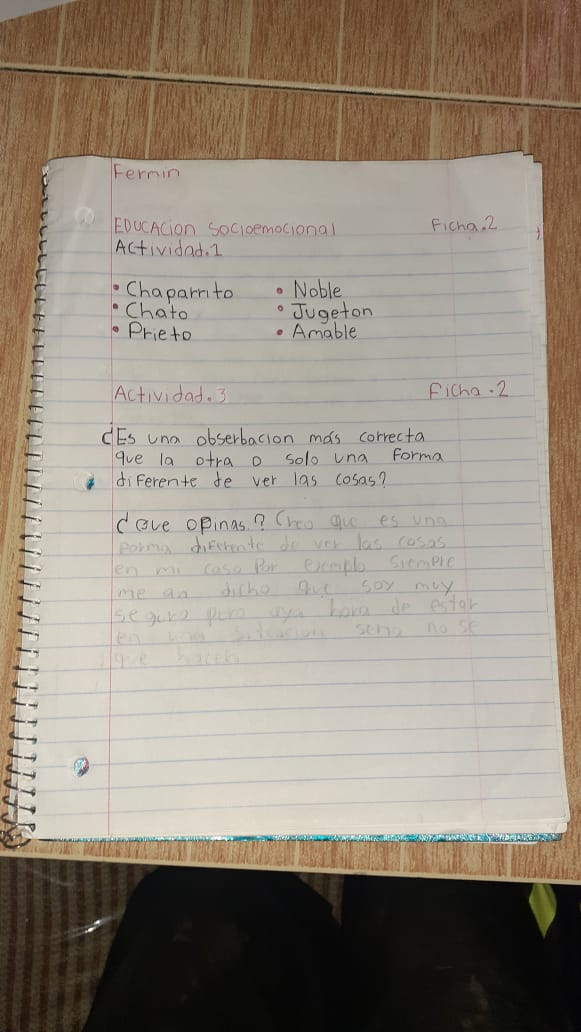 Fermin
EDUCACION Socioemocional Ficha.2
Actividad.1
• Chaparrito • Noble
• Chato • Jugeton
• Prieto • Amable
Actividad.3 Ficha.2
¿Es una obserbacion más correcta
que la otra o solo una forma
diferente de ver las cosas?
¿Que opinas? Creo que es una
forma diferente de ver las cosas
en mi caso Por ejemplo siempre
me an dicho que soy muy
seguro pero aya hora de estar
en una situacion seria no se
que hacer.